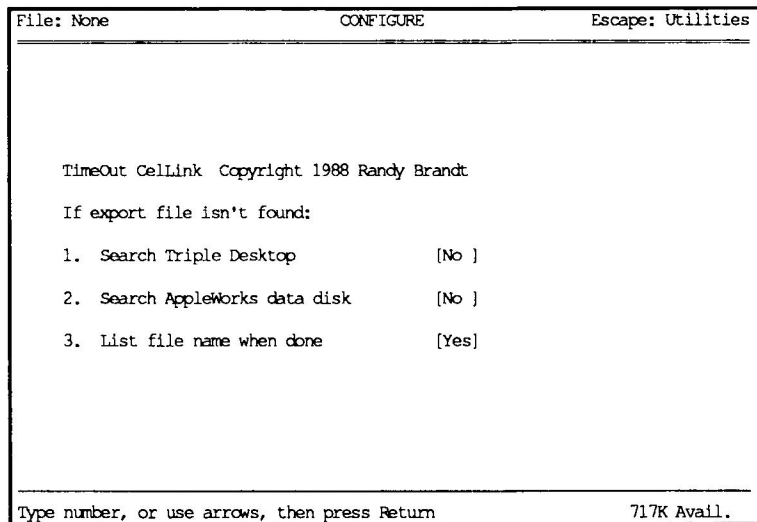 File: None CONFIGURE Escape: Utilities
TimeOut CelLink Copyright 1988 Randy Brandt
If export file isn't found:
1. Search Triple Desktop [No ]
2. Search AppleWorks data disk [No ]
3. List file name when done [Yes]
Type number, or use arrows, then press Return 717K Avail.